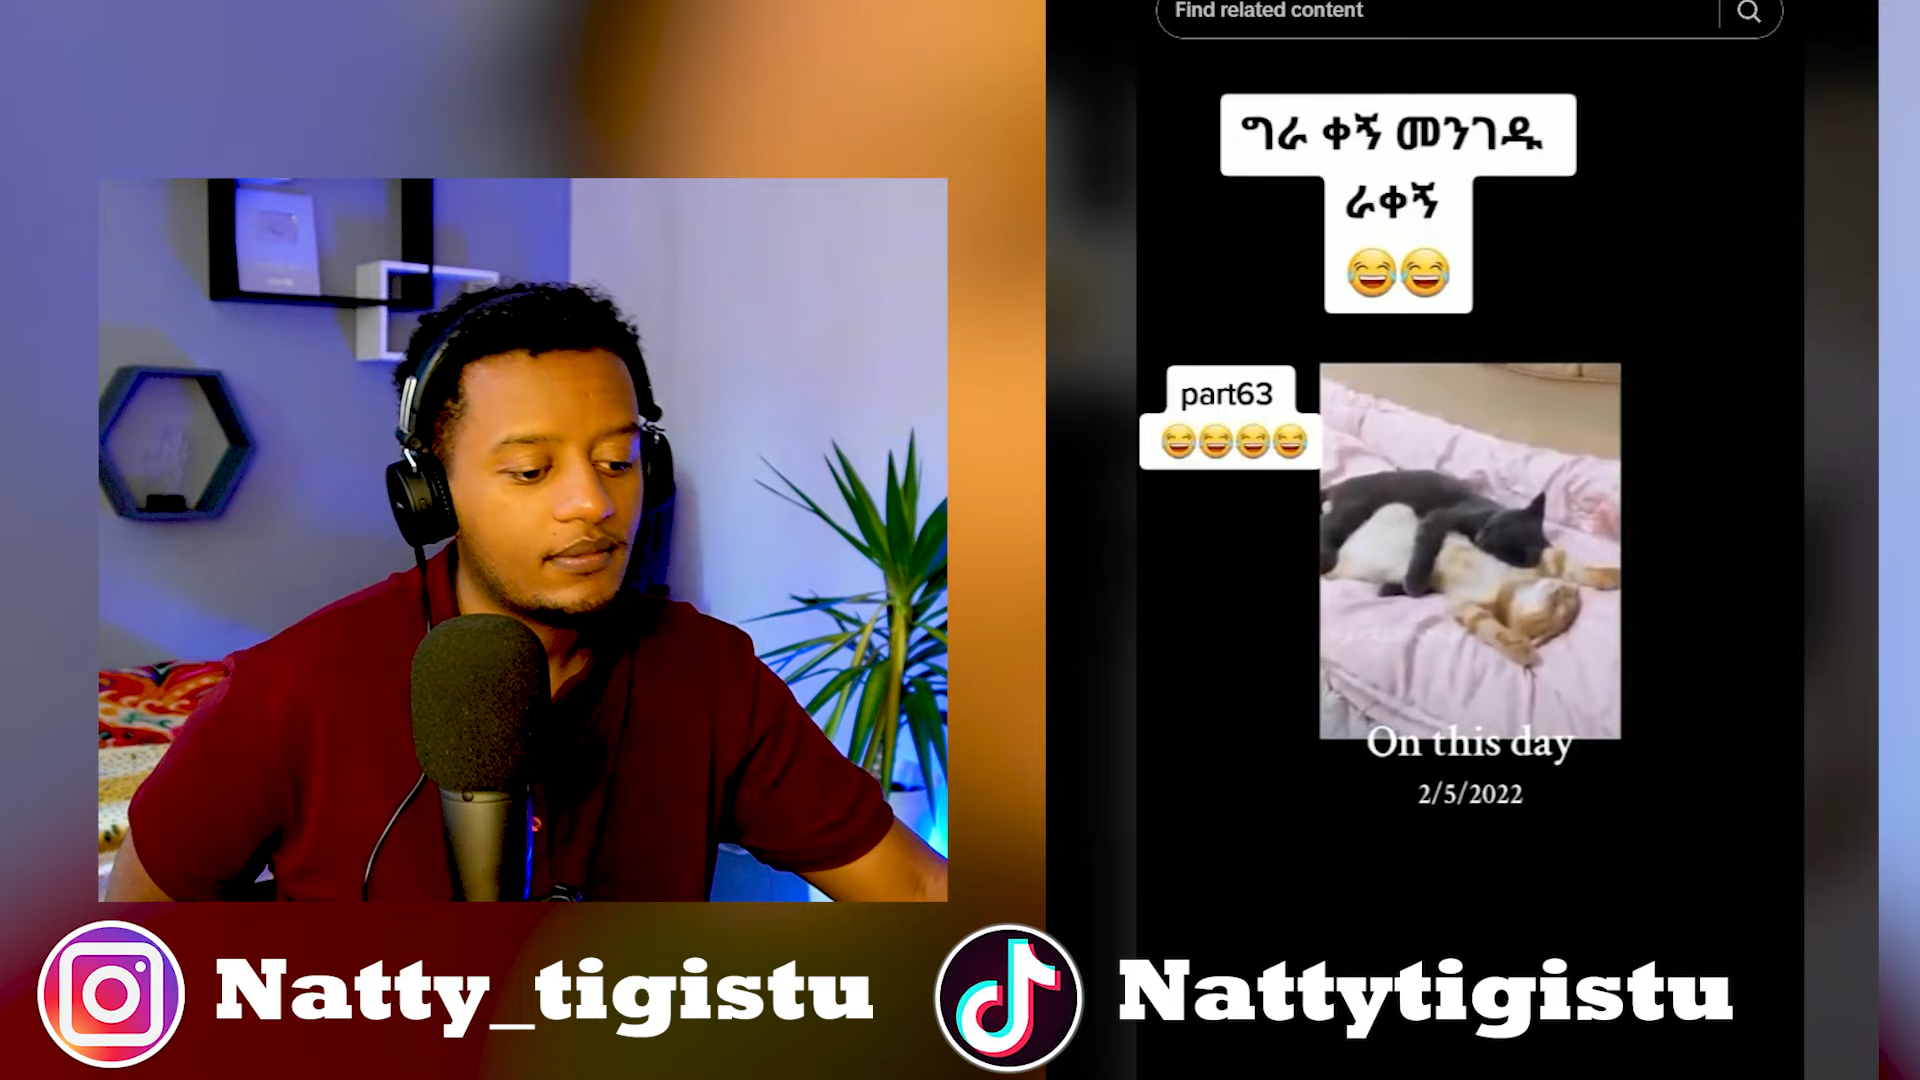 Find related content
ግራ ቀኝ መንገዱ
ራቀኝ
😂😂
part63
😂😂😂😂
On this day
2/5/2022
Natty_tigistu
Nattytigistu